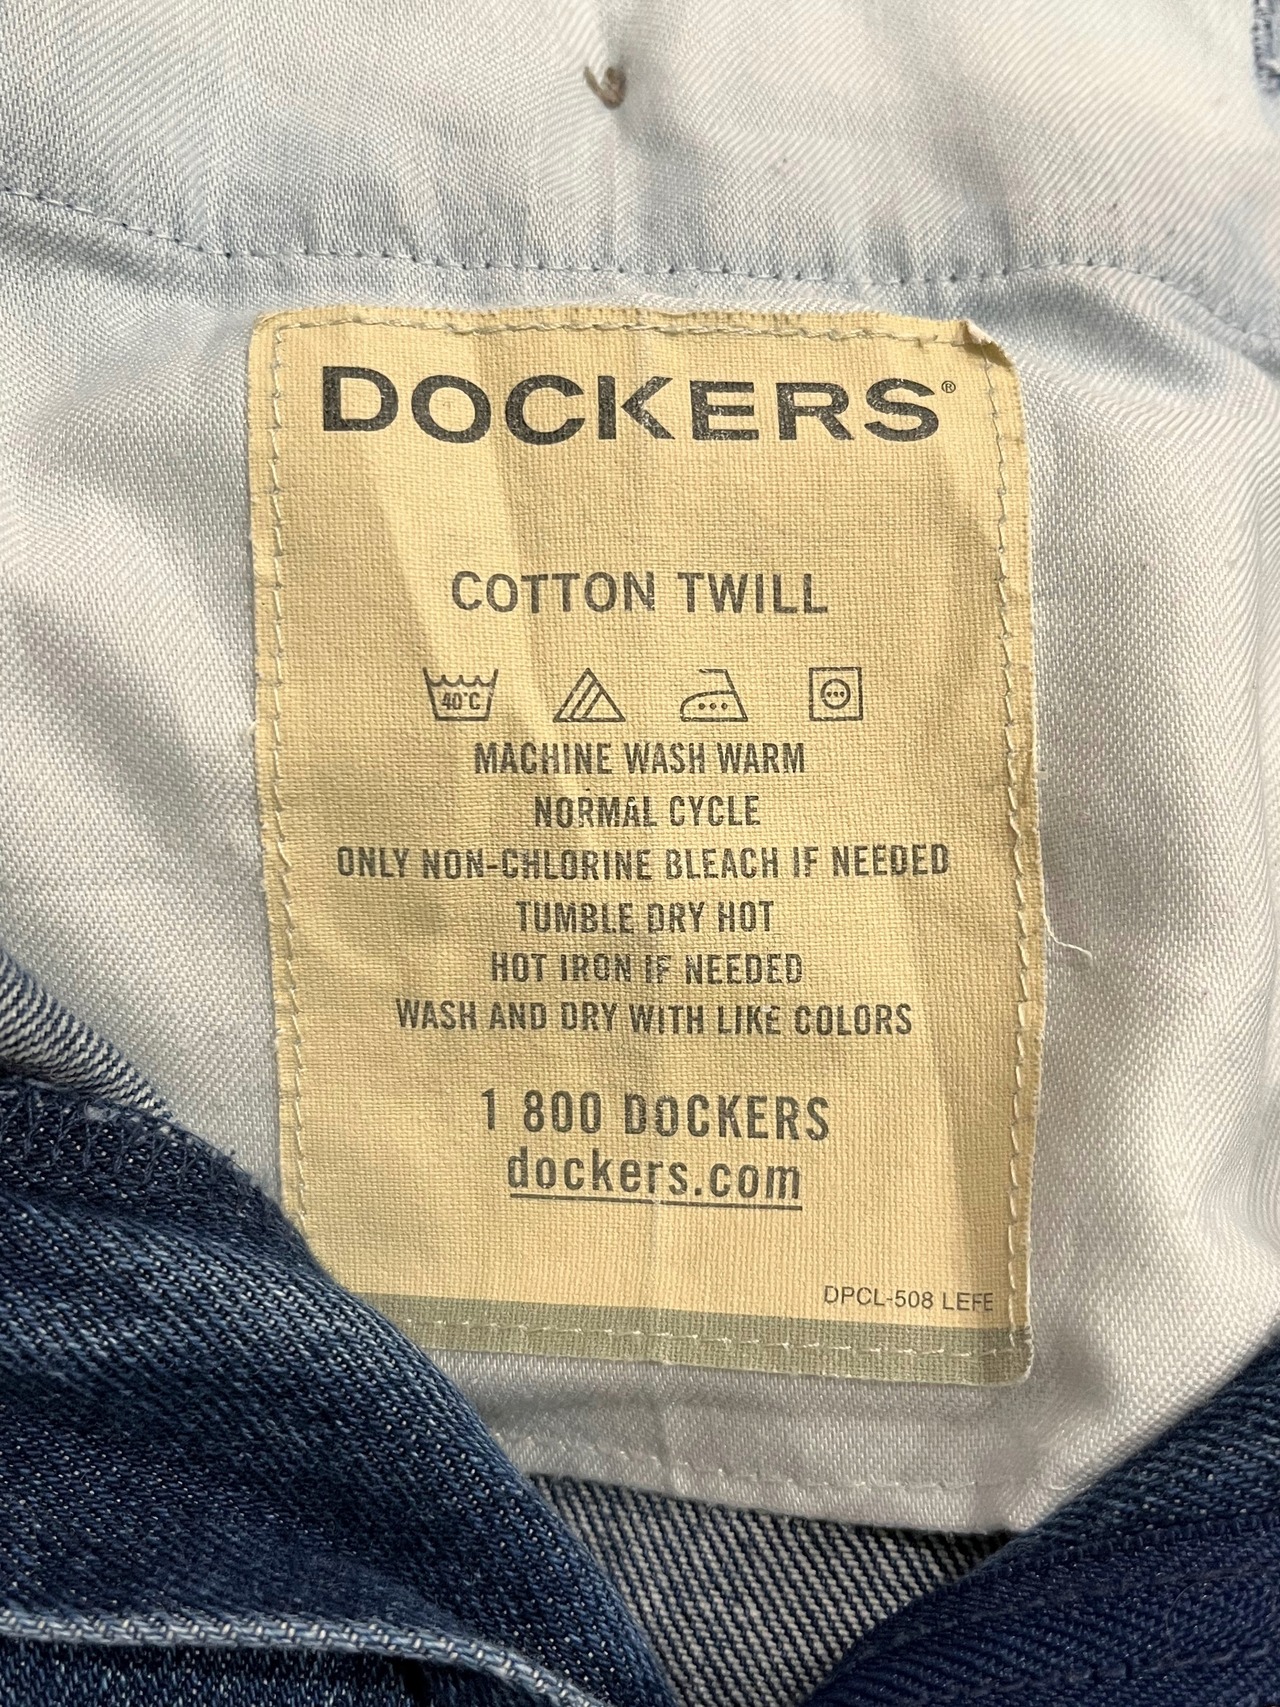 DOCKERS®
COTTON TWILL
40°C
MACHINE WASH WARM
NORMAL CYCLE
ONLY NON-CHLORINE BLEACH IF NEEDED
TUMBLE DRY HOT
HOT IRON IF NEEDED
WASH AND DRY WITH LIKE COLORS
1 800 DOCKERS
dockers.com
DPCL-508 LEFE